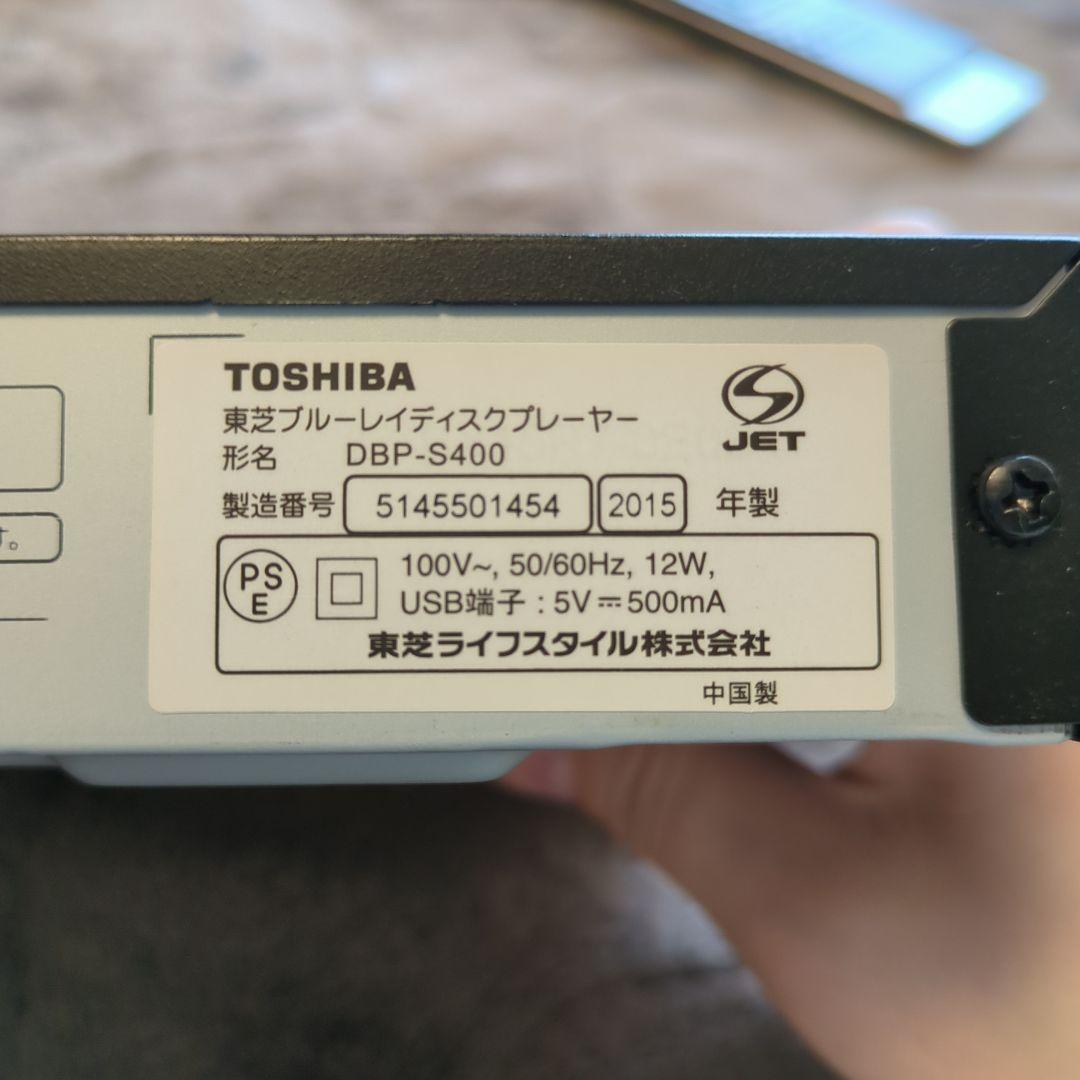 TOSHIBA
東芝ブルーレイディスクプレーヤー
形名 DBP-S400
製造番号 5145501454 2015 年製
S JET
PS E
100V~, 50/60Hz, 12W,
USB端子 : 5V⎓500mA
東芝ライフスタイル株式会社
中国製
す。